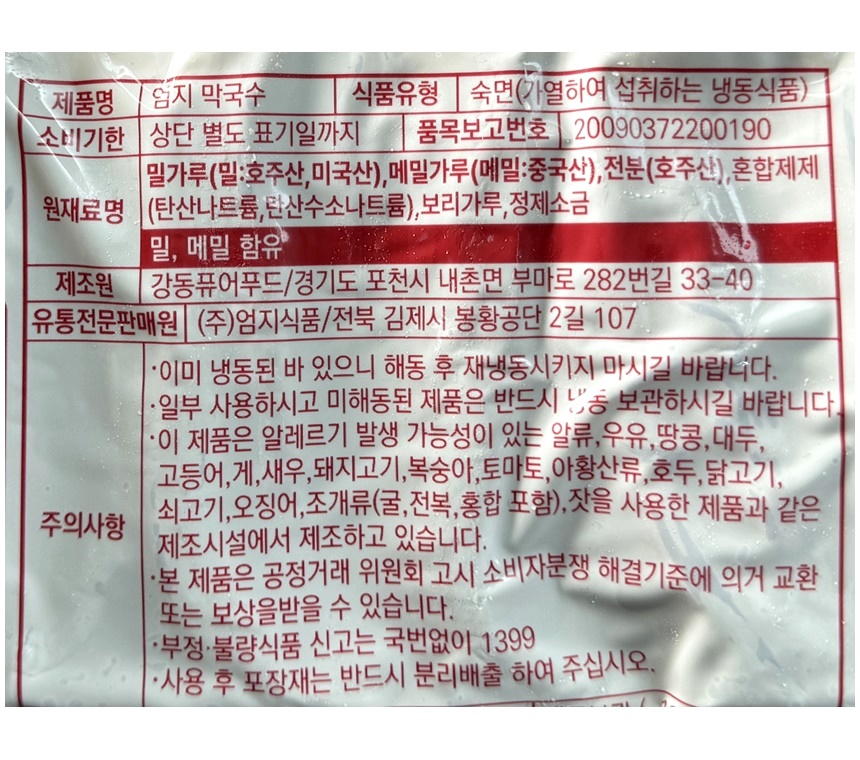 제품명 엄지 막국수 식품유형 숙면(가열하여 섭취하는 냉동식품)
소비기한 상단 별도 표기일까지 품목보고번호 20090372200190
원재료명 밀가루(밀:호주산,미국산),메밀가루(메밀:중국산),전분(호주산),혼합제제
(탄산나트륨,탄산수소나트륨),보리가루,정제소금
밀, 메밀 함유
제조원 강동퓨어푸드/경기도 포천시 내촌면 부마로 282번길 33-40
유통전문판매원 (주)엄지식품/전북 김제시 봉황공단 2길 107
주의사항
·이미 냉동된 바 있으니 해동 후 재냉동시키지 마시길 바랍니다.
·일부 사용하시고 미해동된 제품은 반드시 냉동 보관하시길 바랍니다.
·이 제품은 알레르기 발생 가능성이 있는 알류,우유,땅콩,대두,
고등어,게,새우,돼지고기,복숭아,토마토,아황산류,호두,닭고기,
쇠고기,오징어,조개류(굴,전복,홍합 포함),잣을 사용한 제품과 같은
제조시설에서 제조하고 있습니다.
·본 제품은 공정거래 위원회 고시 소비자분쟁 해결기준에 의거 교환
또는 보상을받을 수 있습니다.
·부정·불량식품 신고는 국번없이 1399
·사용 후 포장재는 반드시 분리배출 하여 주십시오.